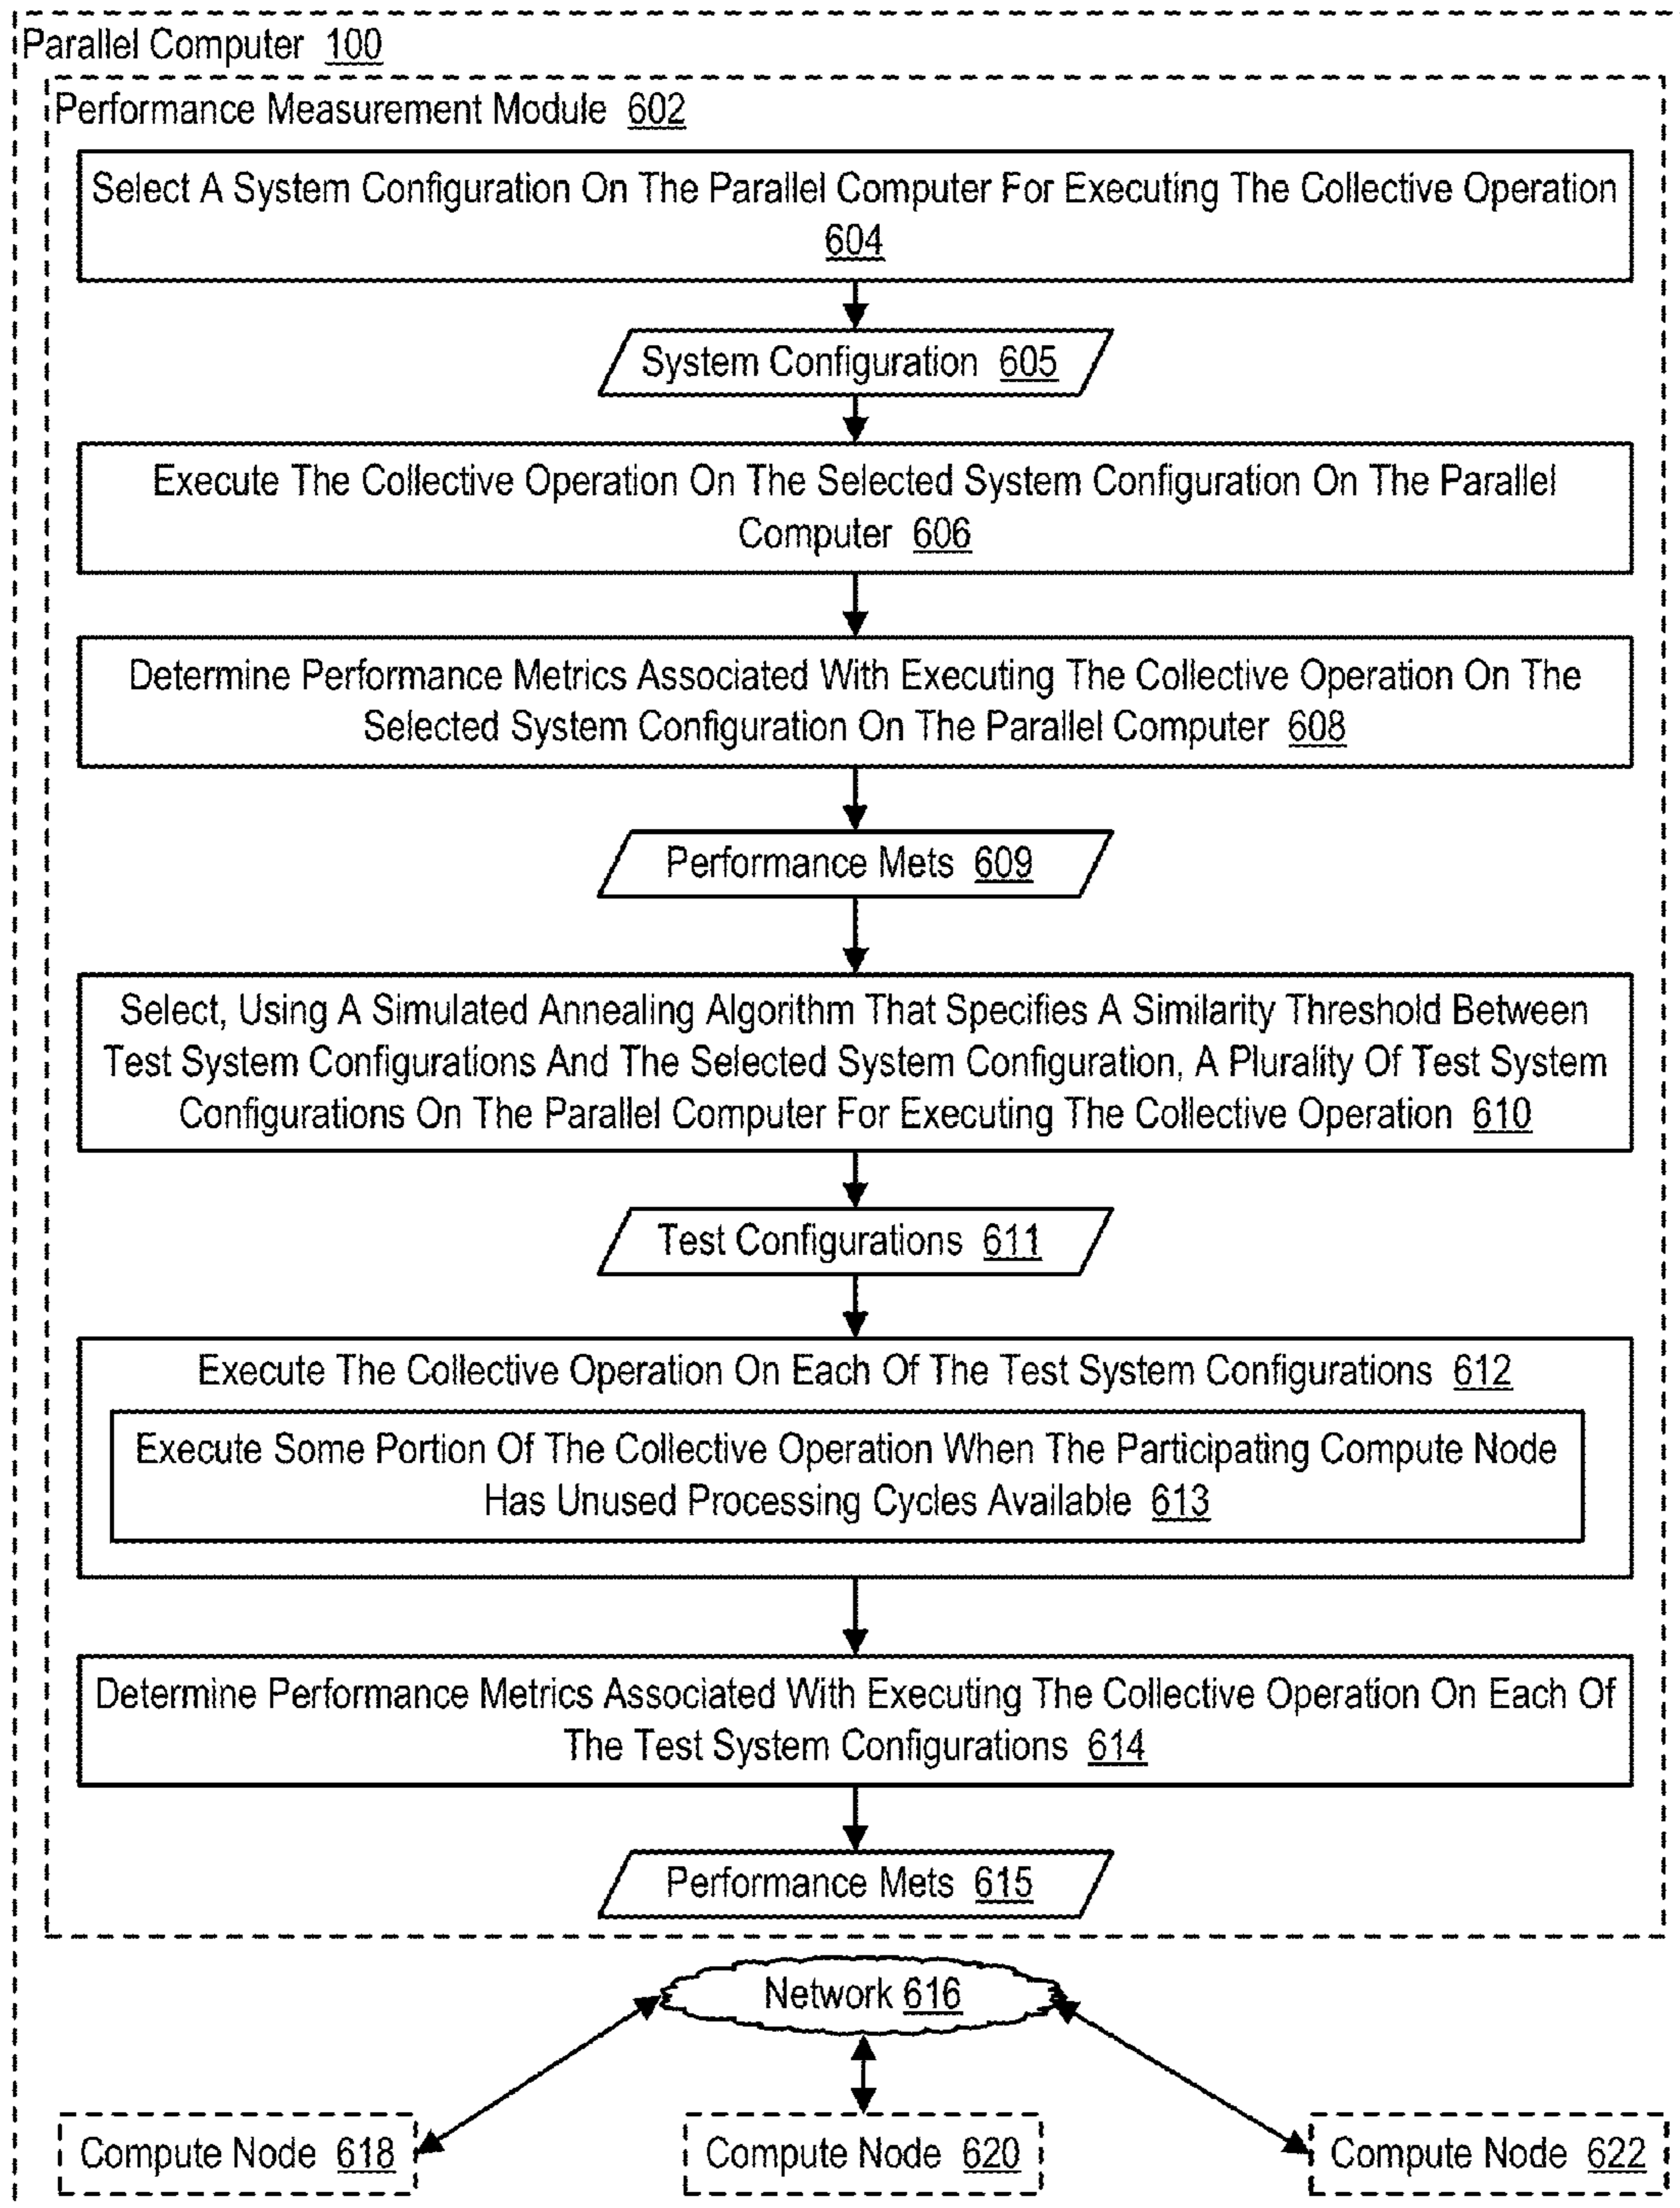 Parallel Computer 100
Performance Measurement Module 602
Select A System Configuration On The Parallel Computer For Executing The Collective Operation
604
System Configuration 605
Execute The Collective Operation On The Selected System Configuration On The Parallel
Computer 606
Determine Performance Metrics Associated With Executing The Collective Operation On The
Selected System Configuration On The Parallel Computer 608
Performance Mets 609
Select, Using A Simulated Annealing Algorithm That Specifies A Similarity Threshold Between
Test System Configurations And The Selected System Configuration, A Plurality Of Test System
Configurations On The Parallel Computer For Executing The Collective Operation 610
Test Configurations 611
Execute The Collective Operation On Each Of The Test System Configurations 612
Execute Some Portion Of The Collective Operation When The Participating Compute Node
Has Unused Processing Cycles Available 613
Determine Performance Metrics Associated With Executing The Collective Operation On Each Of
The Test System Configurations 614
Performance Mets 615
Network 616
Compute Node 618
Compute Node 620
Compute Node 622